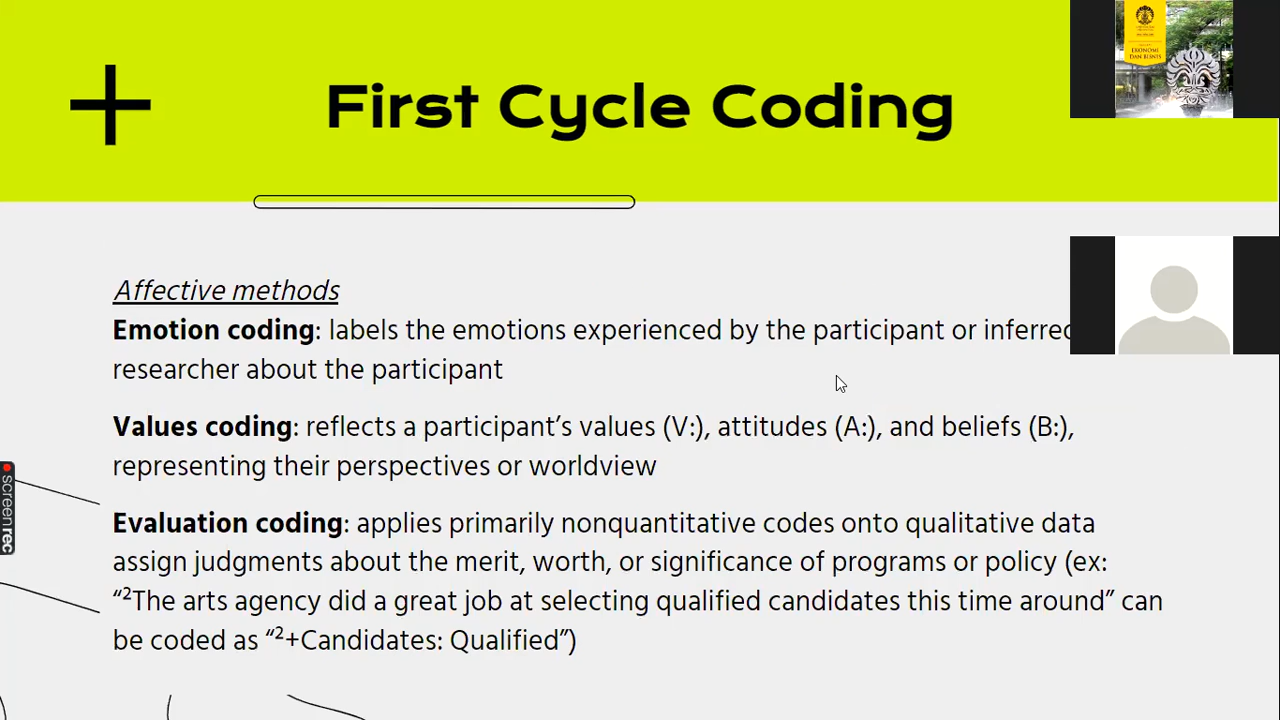 First Cycle Coding
EKONOMI
DAN BISNIS
Affective methods
Emotion coding: labels the emotions experienced by the participant or inferred
researcher about the participant
Values coding: reflects a participant’s values (V:), attitudes (A:), and beliefs (B:),
representing their perspectives or worldview
Evaluation coding: applies primarily nonquantitative codes onto qualitative data
assign judgments about the merit, worth, or significance of programs or policy (ex:
“²The arts agency did a great job at selecting qualified candidates this time around” can
be coded as “²+Candidates: Qualified”)
screenrec